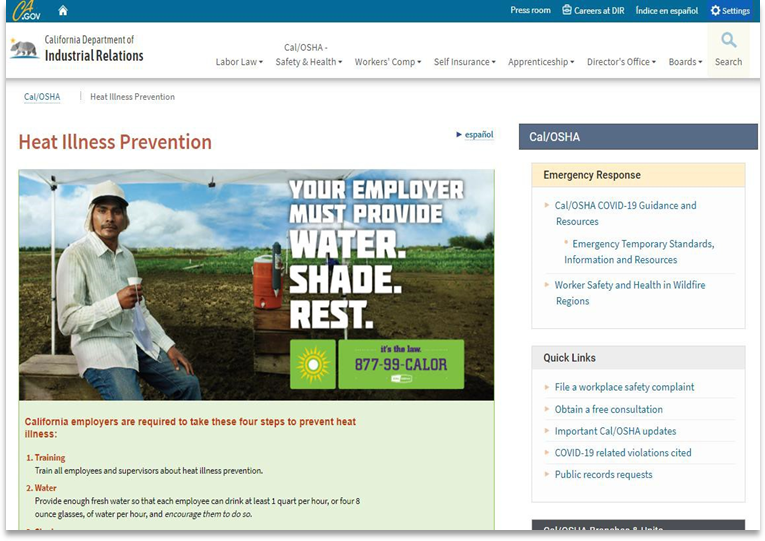 CA
.GOV
Press room
Careers at DIR
Índice en español
Settings
California Department of
Industrial Relations
Labor Law
Cal/OSHA -
Safety & Health
Workers' Comp
Self Insurance
Apprenticeship
Director's Office
Boards
Search
Cal/OSHA
Heat Illness Prevention
Heat Illness Prevention
español
YOUR EMPLOYER
MUST PROVIDE
WATER.
SHADE.
REST.
it's the law.
877-99-CALOR
California employers are required to take these four steps to prevent heat
illness:
1. Training
Train all employees and supervisors about heat illness prevention.
2. Water
Provide enough fresh water so that each employee can drink at least 1 quart per hour, or four 8
ounce glasses, of water per hour, and encourage them to do so.
Cal/OSHA
Emergency Response
Cal/OSHA COVID-19 Guidance and
Resources
Emergency Temporary Standards,
Information and Resources
Worker Safety and Health in Wildfire
Regions
Quick Links
File a workplace safety complaint
Obtain a free consultation
Important Cal/OSHA updates
COVID-19 related violations cited
Public records requests
Cal/OSHA Branches & Units